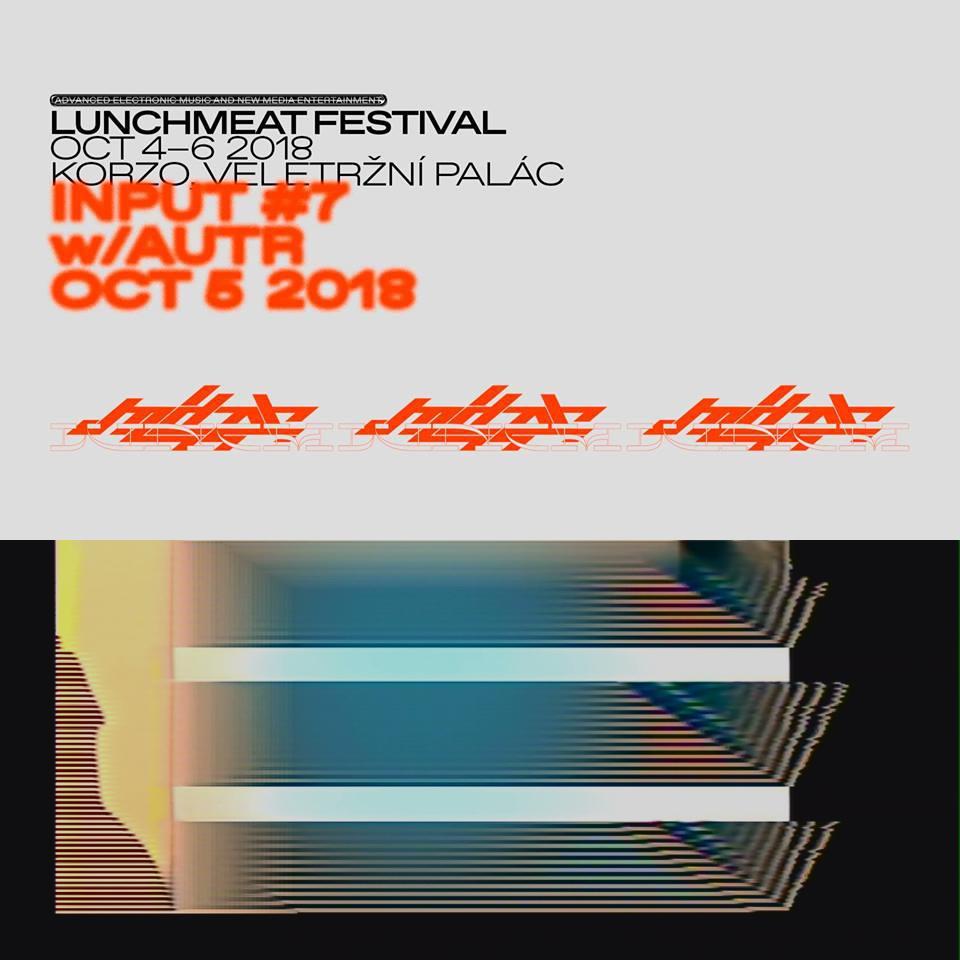 ADVANCED ELECTRONIC MUSIC AND NEW MEDIA ENTERTAINMENT
LUNCHMEAT FESTIVAL
OCT 4–6 2018
KORZO, VELETRŽNÍ PALÁC
INPUT #7
w/AUTR
OCT 5 2018